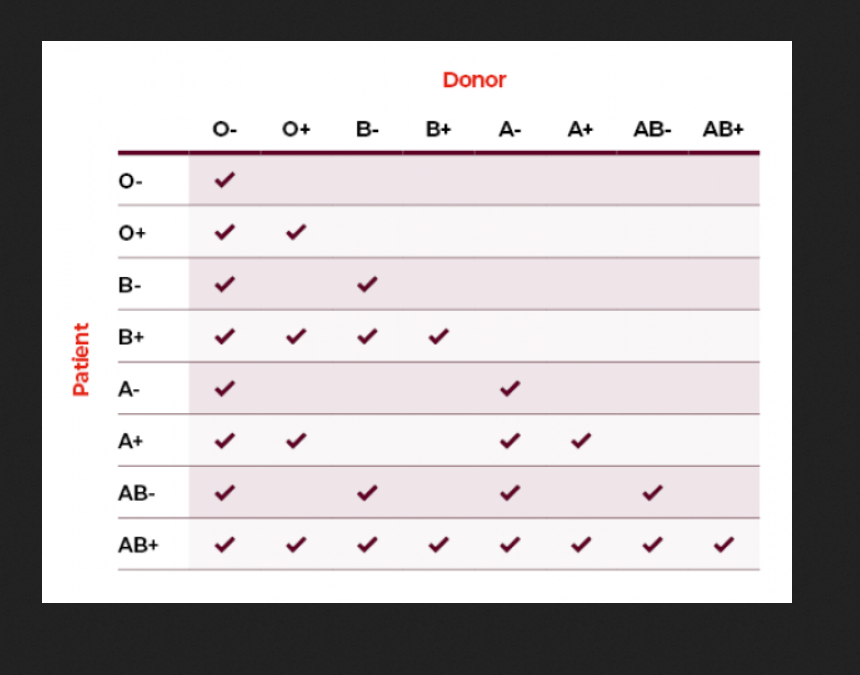 Donor
O- O+ B- B+ A- A+ AB- AB+
Patient
O- ✓
O+ ✓ ✓
B- ✓ ✓
B+ ✓ ✓ ✓ ✓
A- ✓ ✓
A+ ✓ ✓ ✓ ✓
AB- ✓ ✓ ✓ ✓
AB+ ✓ ✓ ✓ ✓ ✓ ✓ ✓ ✓